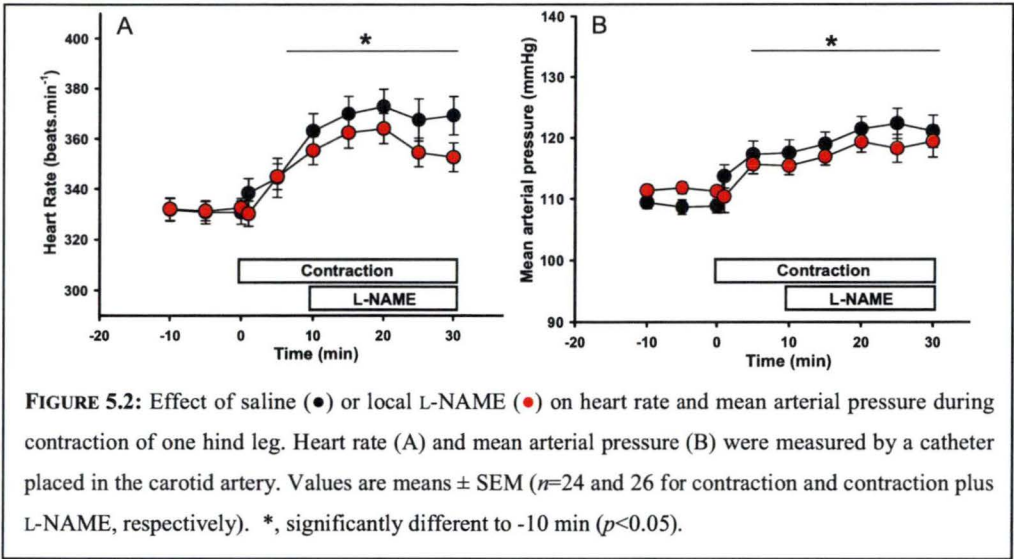 A
*
400
380
360
340
320
300
Heart Rate (beats.min⁻¹)
Contraction
L-NAME
-20 -10 0 10 20 30
Time (min)
B
*
140
130
120
110
100
90
Mean arterial pressure (mmHg)
Contraction
L-NAME
-20 -10 0 10 20 30
Time (min)
FIGURE 5.2: Effect of saline (●) or local L-NAME (●) on heart rate and mean arterial pressure during
contraction of one hind leg. Heart rate (A) and mean arterial pressure (B) were measured by a catheter
placed in the carotid artery. Values are means ± SEM (n=24 and 26 for contraction and contraction plus
L-NAME, respectively). *, significantly different to -10 min (p<0.05).